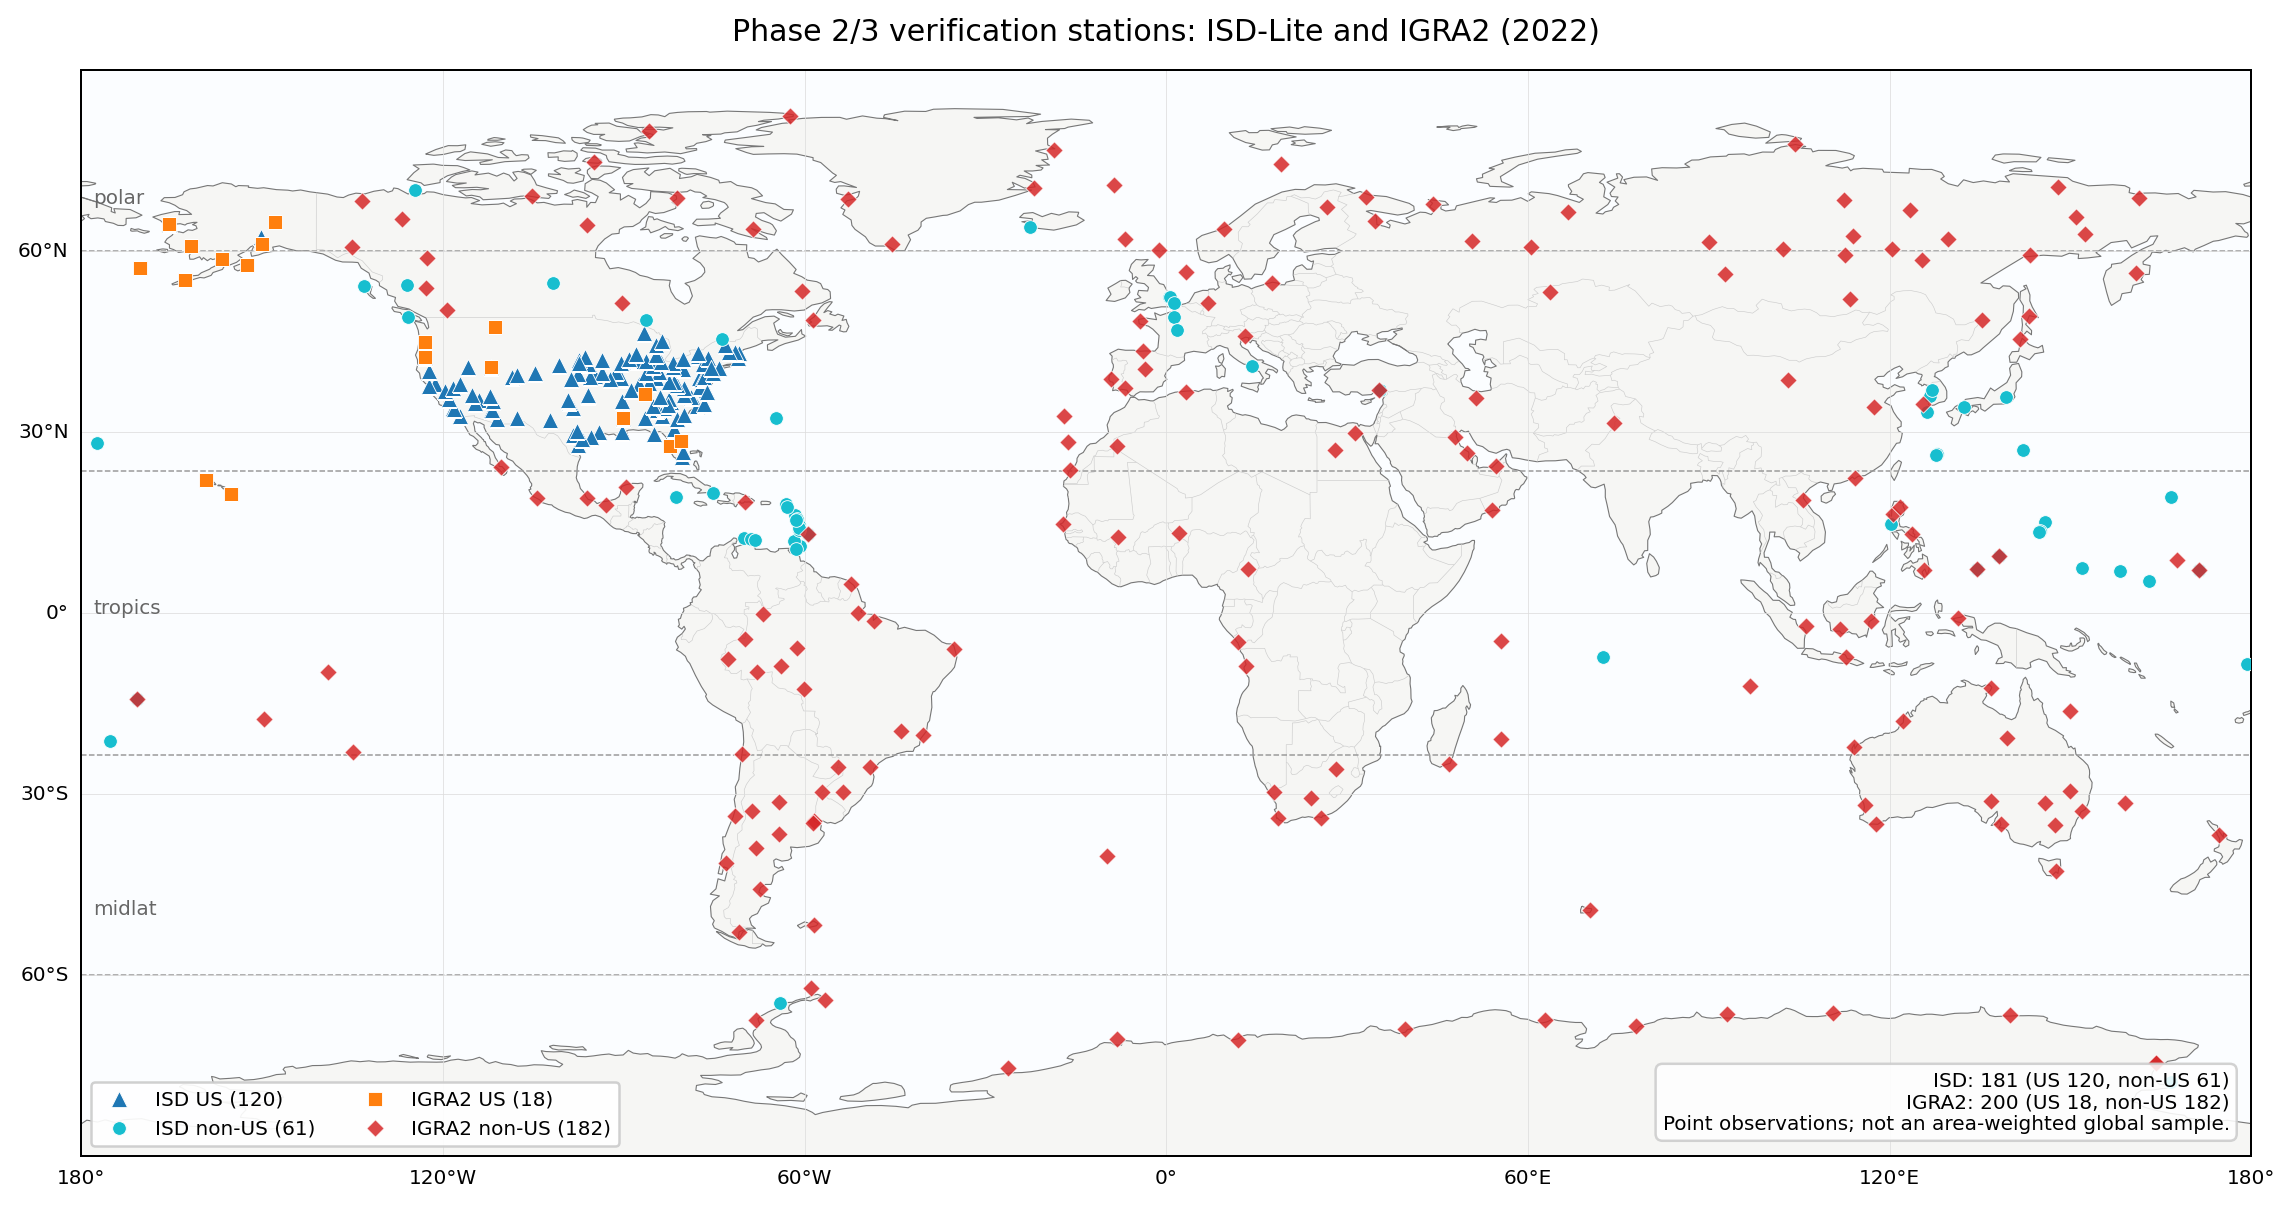 Phase 2/3 verification stations: ISD-Lite and IGRA2 (2022)
polar
60°N
30°N
tropics
0°
30°S
midlat
60°S
ISD US (120)
IGRA2 US (18)
ISD non-US (61)
IGRA2 non-US (182)
ISD: 181 (US 120, non-US 61)
IGRA2: 200 (US 18, non-US 182)
Point observations; not an area-weighted global sample.
180°
120°W
60°W
0°
60°E
120°E
180°